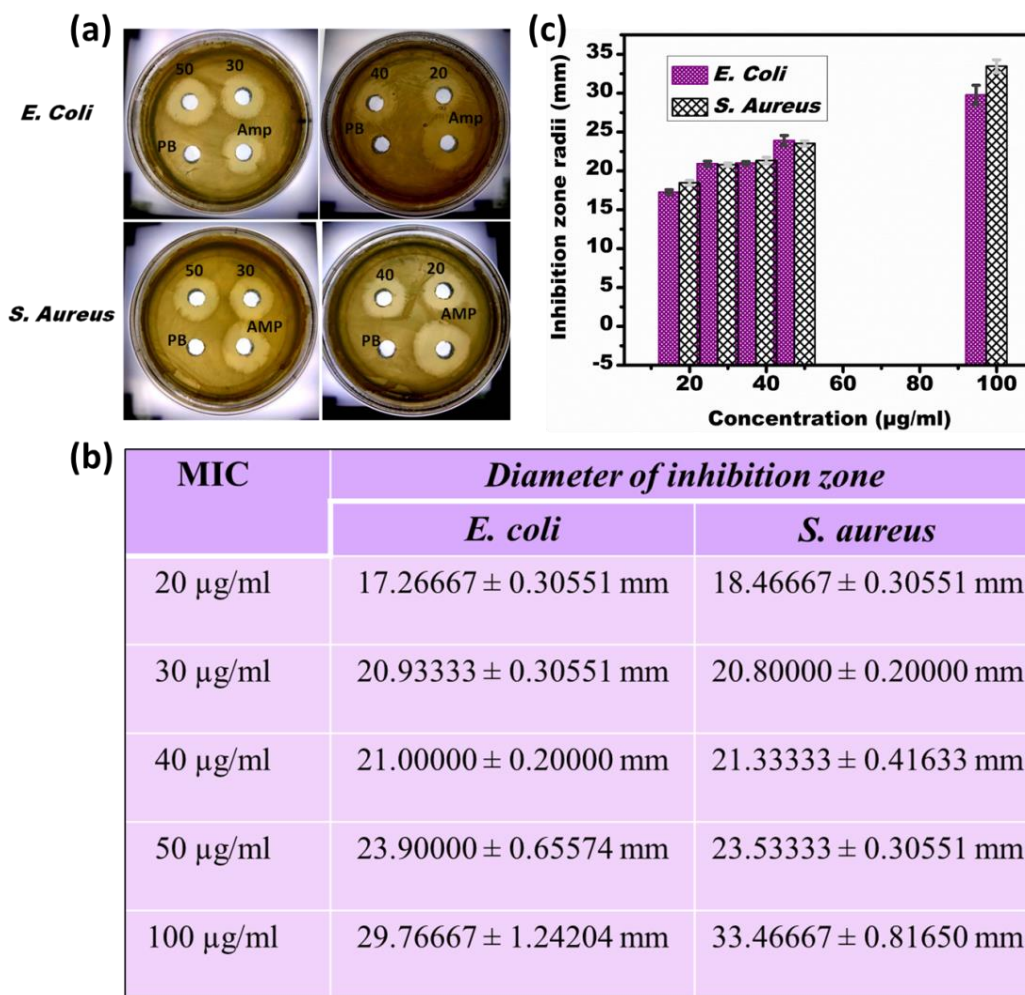 (a)
E. Coli
50 30
PB Amp
40 20
PB Amp
S. Aureus
50 30
PB AMP
40 20
PB AMP
(c)
Inhibition zone radii (mm)
35
30
25
20
15
10
5
0
-5
E. Coli
S. Aureus
20 40 60 80 100
Concentration (µg/ml)
(b)
MIC Diameter of inhibition zone
E. coli S. aureus
20 µg/ml 17.26667 ± 0.30551 mm 18.46667 ± 0.30551 mm
30 µg/ml 20.93333 ± 0.30551 mm 20.80000 ± 0.20000 mm
40 µg/ml 21.00000 ± 0.20000 mm 21.33333 ± 0.41633 mm
50 µg/ml 23.90000 ± 0.65574 mm 23.53333 ± 0.30551 mm
100 µg/ml 29.76667 ± 1.24204 mm 33.46667 ± 0.81650 mm